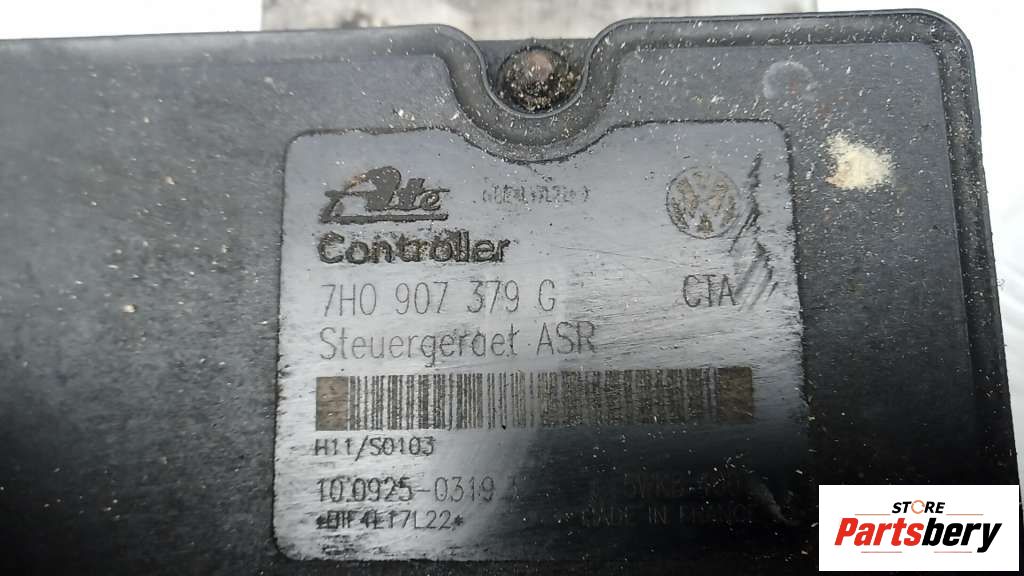 Ate
Controller
7H0 907 379 G
CTA
Steuergeraet ASR
H11/S0103
10.0925-0319
MADE IN FRANCE
STORE
Partsbery